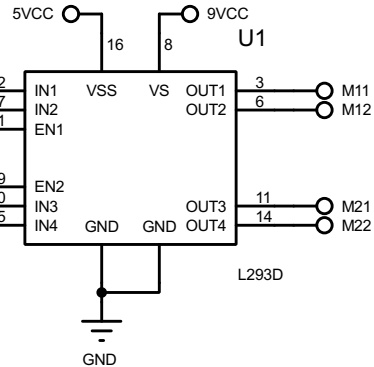 5VCC 9VCC
16 8 U1
2 IN1 VSS VS OUT1 3 M11
7 IN2 OUT2 6 M12
1 EN1
9 EN2
0 IN3 OUT3 11 M21
5 IN4 GND GND OUT4 14 M22
L293D
GND